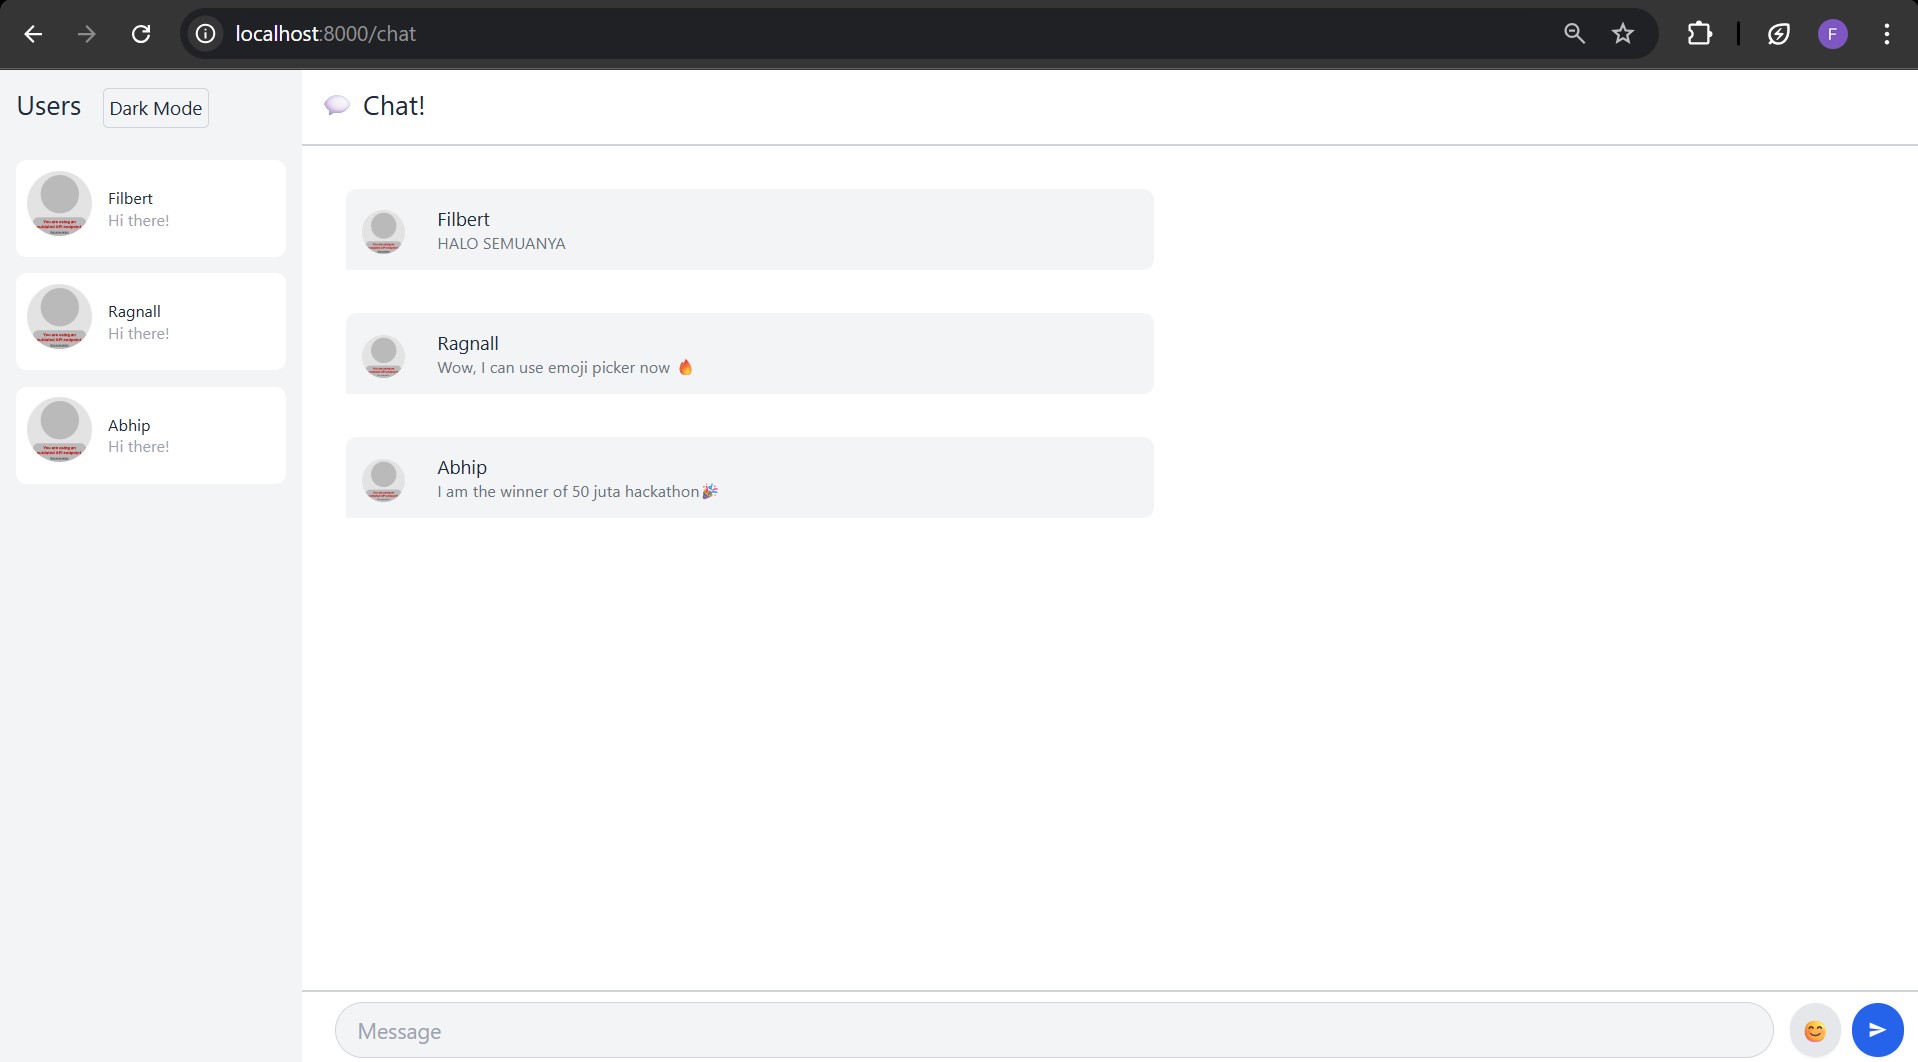 localhost:8000/chat
F
Users
Dark Mode
💬 Chat!
Filbert
Hi there!
Ragnall
Hi there!
Abhip
Hi there!
Filbert
HALO SEMUANYA
Ragnall
Wow, I can use emoji picker now 🔥
Abhip
I am the winner of 50 juta hackathon🎉
Message